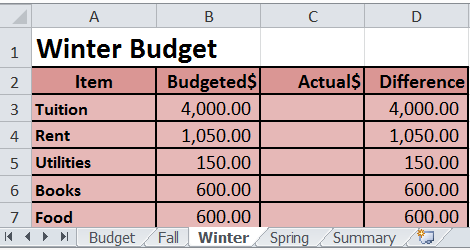 A B C D
1 Winter Budget
2 Item Budgeted$ Actual$ Difference
3 Tuition 4,000.00 4,000.00
4 Rent 1,050.00 1,050.00
5 Utilities 150.00 150.00
6 Books 600.00 600.00
7 Food 600.00 600.00
Budget Fall Winter Spring Summary